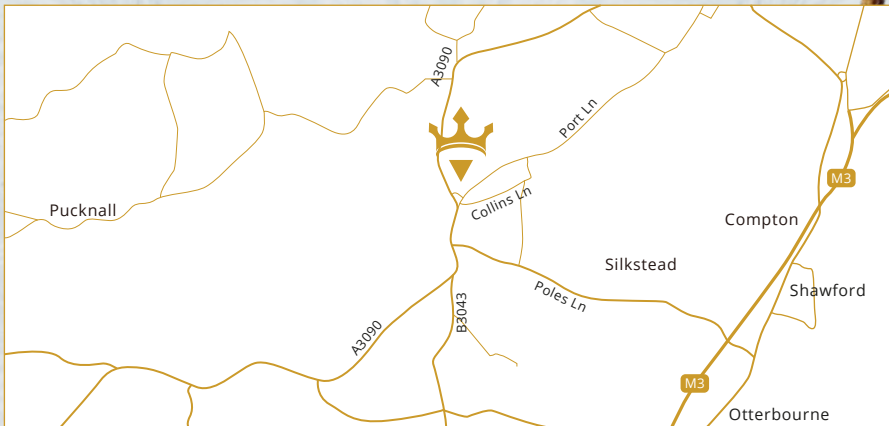 A3090
Port Ln
M3
Collins Ln
Pucknall
Compton
Silkstead
Shawford
Poles Ln
B3043
A3090
M3
Otterbourne